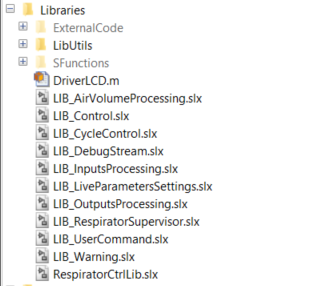 Libraries
ExternalCode
LibUtils
SFunctions
DriverLCD.m
LIB_AirVolumeProcessing.slx
LIB_Control.slx
LIB_CycleControl.slx
LIB_DebugStream.slx
LIB_InputsProcessing.slx
LIB_LiveParametersSettings.slx
LIB_OutputsProcessing.slx
LIB_RespiratorSupervisor.slx
LIB_UserCommand.slx
LIB_Warning.slx
RespiratorCtrlLib.slx